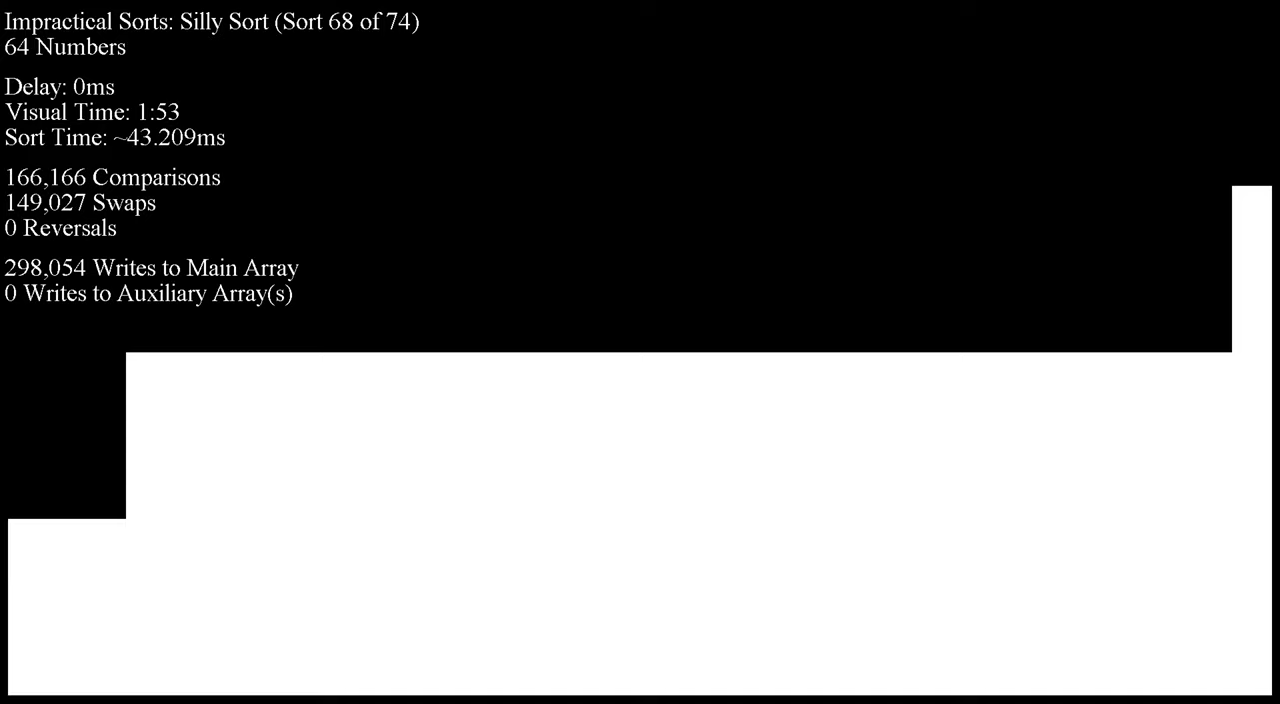 Impractical Sorts: Silly Sort (Sort 68 of 74)
64 Numbers
Delay: 0ms
Visual Time: 1:53
Sort Time: ~43.209ms
166,166 Comparisons
149,027 Swaps
0 Reversals
298,054 Writes to Main Array
0 Writes to Auxiliary Array(s)